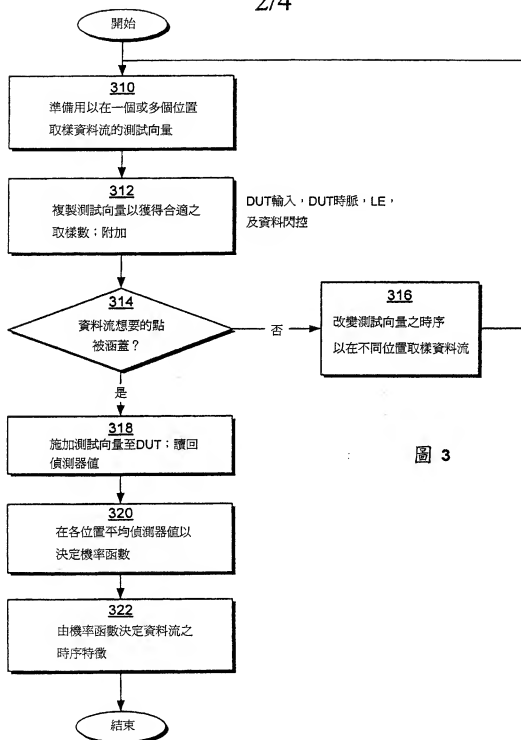 2/4
開始
310
準備用以在一個或多個位置
取樣資料流的測試向量
312
複製測試向量以獲得合適之
取樣數；附加
DUT輸入，DUT時脈，LE，
及資料閃控
314
資料流想要的點
被涵蓋？
否
316
改變測試向量之時序
以在不同位置取樣資料流
是
318
施加測試向量至DUT；讀回
偵測器值
圖 3
320
在各位置平均偵測器值以
決定機率函數
322
由機率函數決定資料流之
時序特徵
結束